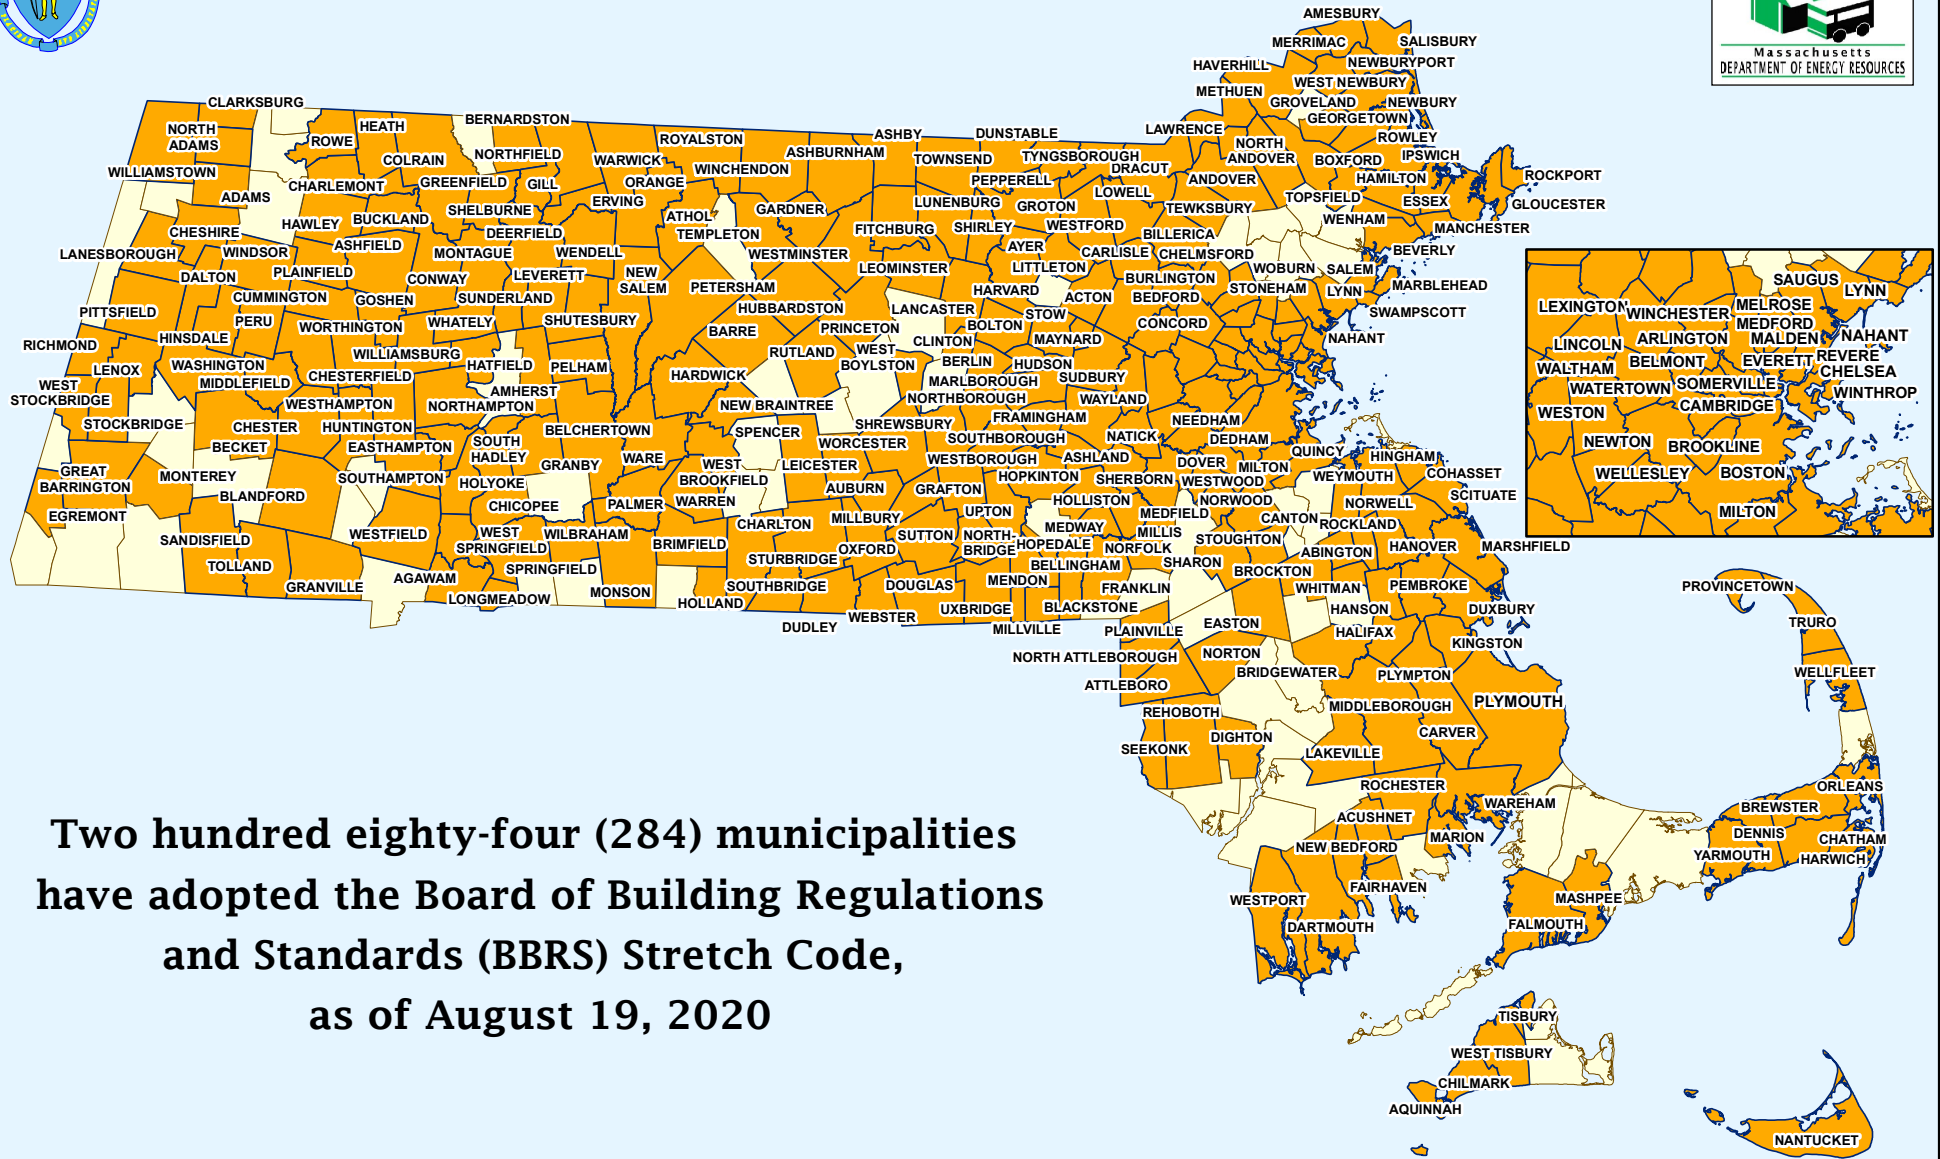 Massachusetts
DEPARTMENT OF ENERGY RESOURCES
AMESBURY
MERRIMAC
SALISBURY
HAVERHILL
NEWBURYPORT
WEST NEWBURY
METHUEN
GROVELAND
NEWBURY
GEORGETOWN
CLARKSBURG
BERNARDSTON
HEATH
NORTH
ADAMS
ROWE
ROYALSTON
ASHBY
DUNSTABLE
LAWRENCE
ROWLEY
NORTH
ANDOVER
COLRAIN
NORTHFIELD
WARWICK
WINCHENDON
ASHBURNHAM
TOWNSEND
TYNGSBOROUGH
DRACUT
BOXFORD
IPSWICH
WILLIAMSTOWN
ADAMS
CHARLEMONT
GREENFIELD
GILL
ORANGE
ERVING
PEPPERELL
LOWELL
ANDOVER
HAMILTON
ROCKPORT
HAWLEY
BUCKLAND
SHELBURNE
ATHOL
TEMPLETON
GARDNER
LUNENBURG
GROTON
TEWKSBURY
TOPSFIELD
ESSEX
GLOUCESTER
WENHAM
MANCHESTER
CHESHIRE
DEERFIELD
FITCHBURG
SHIRLEY
WESTFORD
BILLERICA
LANESBOROUGH
WINDSOR
ASHFIELD
MONTAGUE
WENDELL
WESTMINSTER
AYER
CARLISLE
CHELMSFORD
BEVERLY
DALTON
PLAINFIELD
CONWAY
LEVERETT
NEW
SALEM
LEOMINSTER
LITTLETON
BURLINGTON
WOBURN
SALEM
CUMMINGTON
GOSHEN
SUNDERLAND
PETERSHAM
HARVARD
ACTON
BEDFORD
STONEHAM
LYNN
MARBLEHEAD
PITTSFIELD
PERU
WORTHINGTON
WHATELY
SHUTESBURY
HUBBARDSTON
LANCASTER
STOW
SWAMPSCOTT
BARRE
PRINCETON
BOLTON
CONCORD
RICHMOND
HINSDALE
CLINTON
MAYNARD
NAHANT
LENOX
WASHINGTON
WILLIAMSBURG
HATFIELD
PELHAM
RUTLAND
WEST
BOYLSTON
BERLIN
HUDSON
WEST
STOCKBRIDGE
MIDDLEFIELD
CHESTERFIELD
HARDWICK
MARLBOROUGH
SUDBURY
AMHERST
NORTHBOROUGH
WESTHAMPTON
NORTHAMPTON
NEW BRAINTREE
WAYLAND
STOCKBRIDGE
CHESTER
HUNTINGTON
SHREWSBURY
FRAMINGHAM
NEEDHAM
BECKET
EASTHAMPTON
SOUTH
HADLEY
BELCHERTOWN
SPENCER
WORCESTER
SOUTHBOROUGH
NATICK
DEDHAM
GREAT
BARRINGTON
MONTEREY
SOUTHAMPTON
GRANBY
WARE
WEST
BROOKFIELD
LEICESTER
WESTBOROUGH
ASHLAND
DOVER
MILTON
QUINCY
HINGHAM
COHASSET
BLANDFORD
HOLYOKE
AUBURN
GRAFTON
HOPKINTON
SHERBORN
WESTWOOD
WEYMOUTH
SCITUATE
EGREMONT
CHICOPEE
PALMER
WARREN
HOLLISTON
NORWOOD
NORWELL
SANDISFIELD
WESTFIELD
WEST
SPRINGFIELD
WILBRAHAM
CHARLTON
MILLBURY
UPTON
MEDWAY
MEDFIELD
CANTON
ROCKLAND
BRIMFIELD
SUTTON
NORTH-
BRIDGE
HOPEDALE
MILLIS
STOUGHTON
HANOVER
MARSHFIELD
STURBRIDGE
OXFORD
NORFOLK
ABINGTON
TOLLAND
AGAWAM
SPRINGFIELD
BELLINGHAM
SHARON
BROCKTON
GRANVILLE
LONGMEADOW
MONSON
HOLLAND
SOUTHBRIDGE
DOUGLAS
MENDON
FRANKLIN
WHITMAN
PEMBROKE
DUDLEY
WEBSTER
UXBRIDGE
BLACKSTONE
HANSON
DUXBURY
MILLVILLE
PLAINVILLE
EASTON
HALIFAX
KINGSTON
NORTH ATTLEBOROUGH
NORTON
BRIDGEWATER
PLYMPTON
ATTLEBORO
MIDDLEBOROUGH
PLYMOUTH
REHOBOTH
SEEKONK
DIGHTON
LAKEVILLE
CARVER
ROCHESTER
WAREHAM
ACUSHNET
MARION
NEW BEDFORD
FAIRHAVEN
WESTPORT
DARTMOUTH
MASHPEE
FALMOUTH
PROVINCETOWN
TRURO
WELLFLEET
ORLEANS
BREWSTER
DENNIS
CHATHAM
YARMOUTH
HARWICH
TISBURY
WEST TISBURY
CHILMARK
AQUINNAH
NANTUCKET
SAUGUS
LYNN
LEXINGTON
WINCHESTER
MELROSE
MEDFORD
MALDEN
NAHANT
LINCOLN
ARLINGTON
WALTHAM
BELMONT
EVERETT
REVERE
CHELSEA
WATERTOWN
SOMERVILLE
WINTHROP
WESTON
CAMBRIDGE
NEWTON
BROOKLINE
WELLESLEY
BOSTON
MILTON
Two hundred eighty-four (284) municipalities
have adopted the Board of Building Regulations
and Standards (BBRS) Stretch Code,
as of August 19, 2020